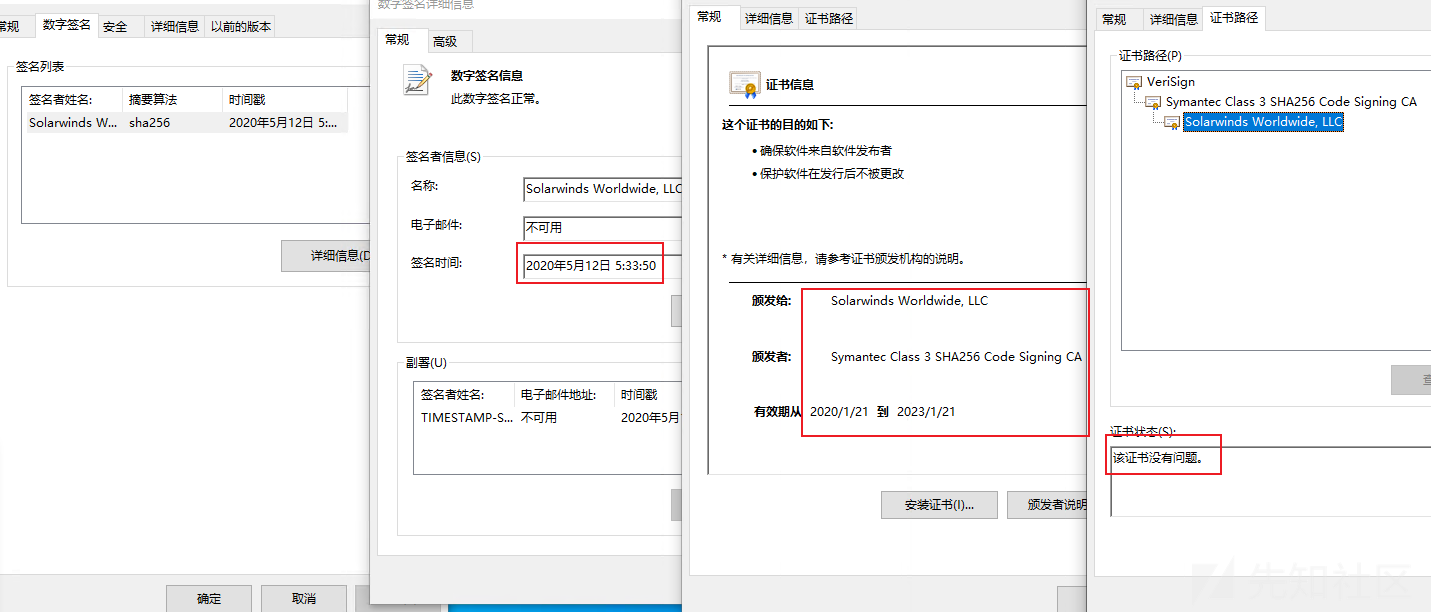 常规 数字签名 安全 详细信息 以前的版本
签名列表
签名者姓名: 摘要算法 时间戳
Solarwinds W... sha256 2020年5月12日 5:...
详细信息(D
确定 取消
数字签名详细信息
常规 高级
数字签名信息
此数字签名正常。
签名者信息(S)
名称: Solarwinds Worldwide, LLC
电子邮件: 不可用
签名时间: 2020年5月12日 5:33:50
副署(U)
签名者姓名: 电子邮件地址: 时间戳
TIMESTAMP-S... 不可用 2020年5月
常规 详细信息 证书路径
证书信息
这个证书的目的如下:
• 确保软件来自软件发布者
• 保护软件在发行后不被更改
* 有关详细信息，请参考证书颁发机构的说明。
颁发给: Solarwinds Worldwide, LLC
颁发者: Symantec Class 3 SHA256 Code Signing CA
有效期从 2020/1/21 到 2023/1/21
安装证书(I)... 颁发者说明
常规 详细信息 证书路径
证书路径(P)
VeriSign
Symantec Class 3 SHA256 Code Signing CA
Solarwinds Worldwide, LLC
证书状态(S):
该证书没有问题。
先知社区